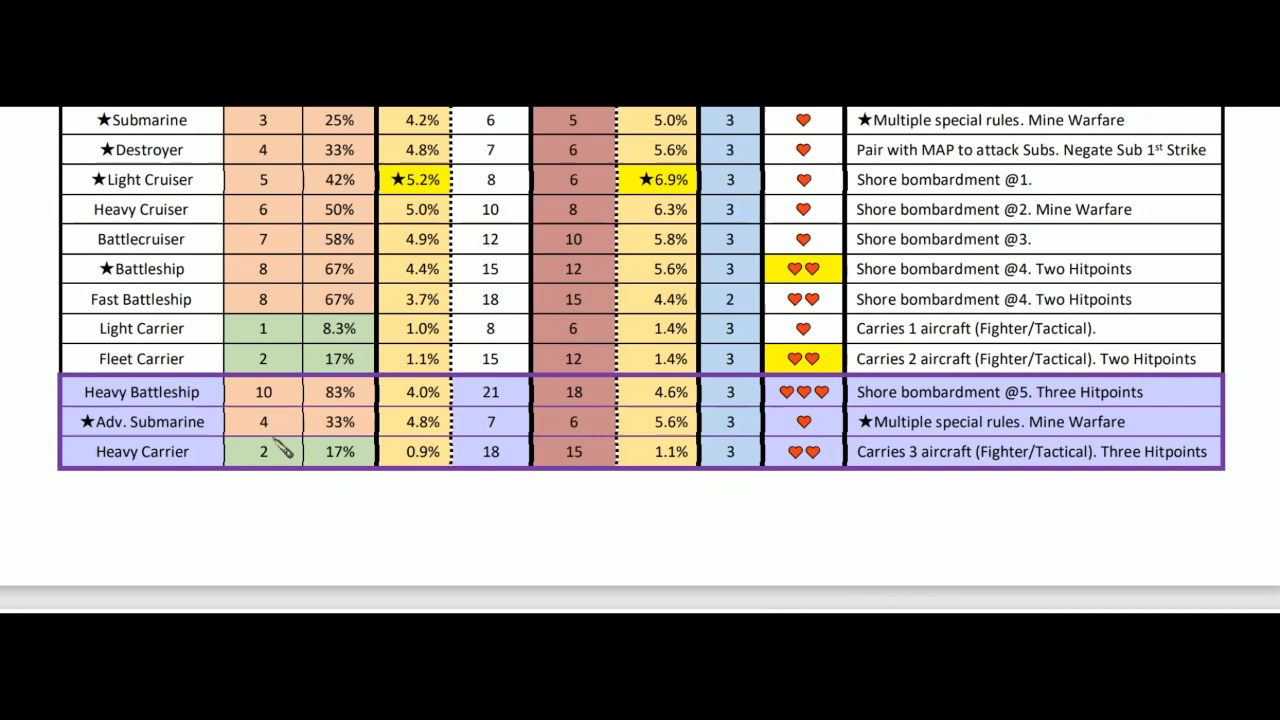 ★Submarine 3 25% 4.2% 6 5 5.0% 3 ★Multiple special rules. Mine Warfare
★Destroyer 4 33% 4.8% 7 6 5.6% 3 Pair with MAP to attack Subs. Negate Sub 1st Strike
★Light Cruiser 5 42% ★5.2% 8 6 ★6.9% 3 Shore bombardment @1.
Heavy Cruiser 6 50% 5.0% 10 8 6.3% 3 Shore bombardment @2. Mine Warfare
Battlecruiser 7 58% 4.9% 12 10 5.8% 3 Shore bombardment @3.
★Battleship 8 67% 4.4% 15 12 5.6% 3 Shore bombardment @4. Two Hitpoints
Fast Battleship 8 67% 3.7% 18 15 4.4% 2 Shore bombardment @4. Two Hitpoints
Light Carrier 1 8.3% 1.0% 8 6 1.4% 3 Carries 1 aircraft (Fighter/Tactical).
Fleet Carrier 2 17% 1.1% 15 12 1.4% 3 Carries 2 aircraft (Fighter/Tactical). Two Hitpoints
Heavy Battleship 10 83% 4.0% 21 18 4.6% 3 Shore bombardment @5. Three Hitpoints
★Adv. Submarine 4 33% 4.8% 7 6 5.6% 3 ★Multiple special rules. Mine Warfare
Heavy Carrier 2 17% 0.9% 18 15 1.1% 3 Carries 3 aircraft (Fighter/Tactical). Three Hitpoints